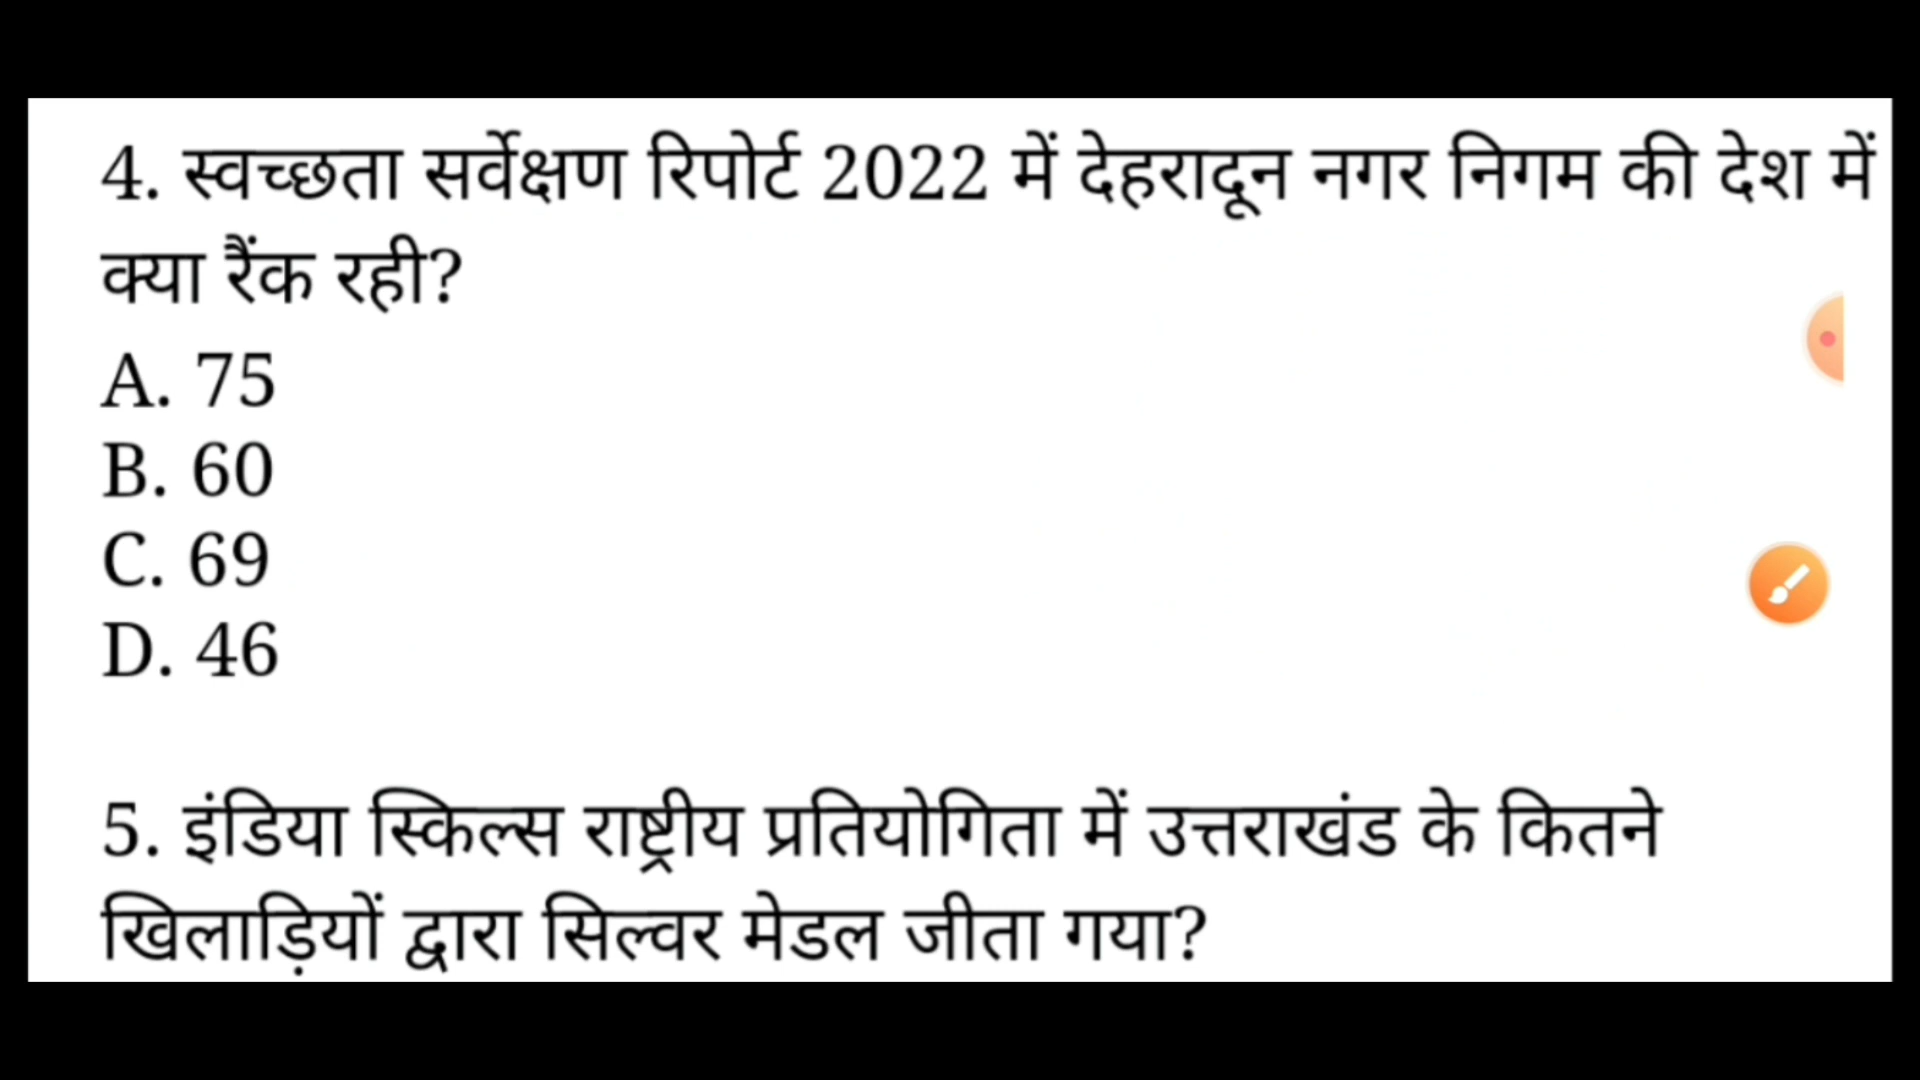 4. स्वच्छता सर्वेक्षण रिपोर्ट 2022 में देहरादून नगर निगम की देश में
क्या रैंक रही?
A. 75
B. 60
C. 69
D. 46
5. इंडिया स्किल्स राष्ट्रीय प्रतियोगिता में उत्तराखंड के कितने
खिलाड़ियों द्वारा सिल्वर मेडल जीता गया?